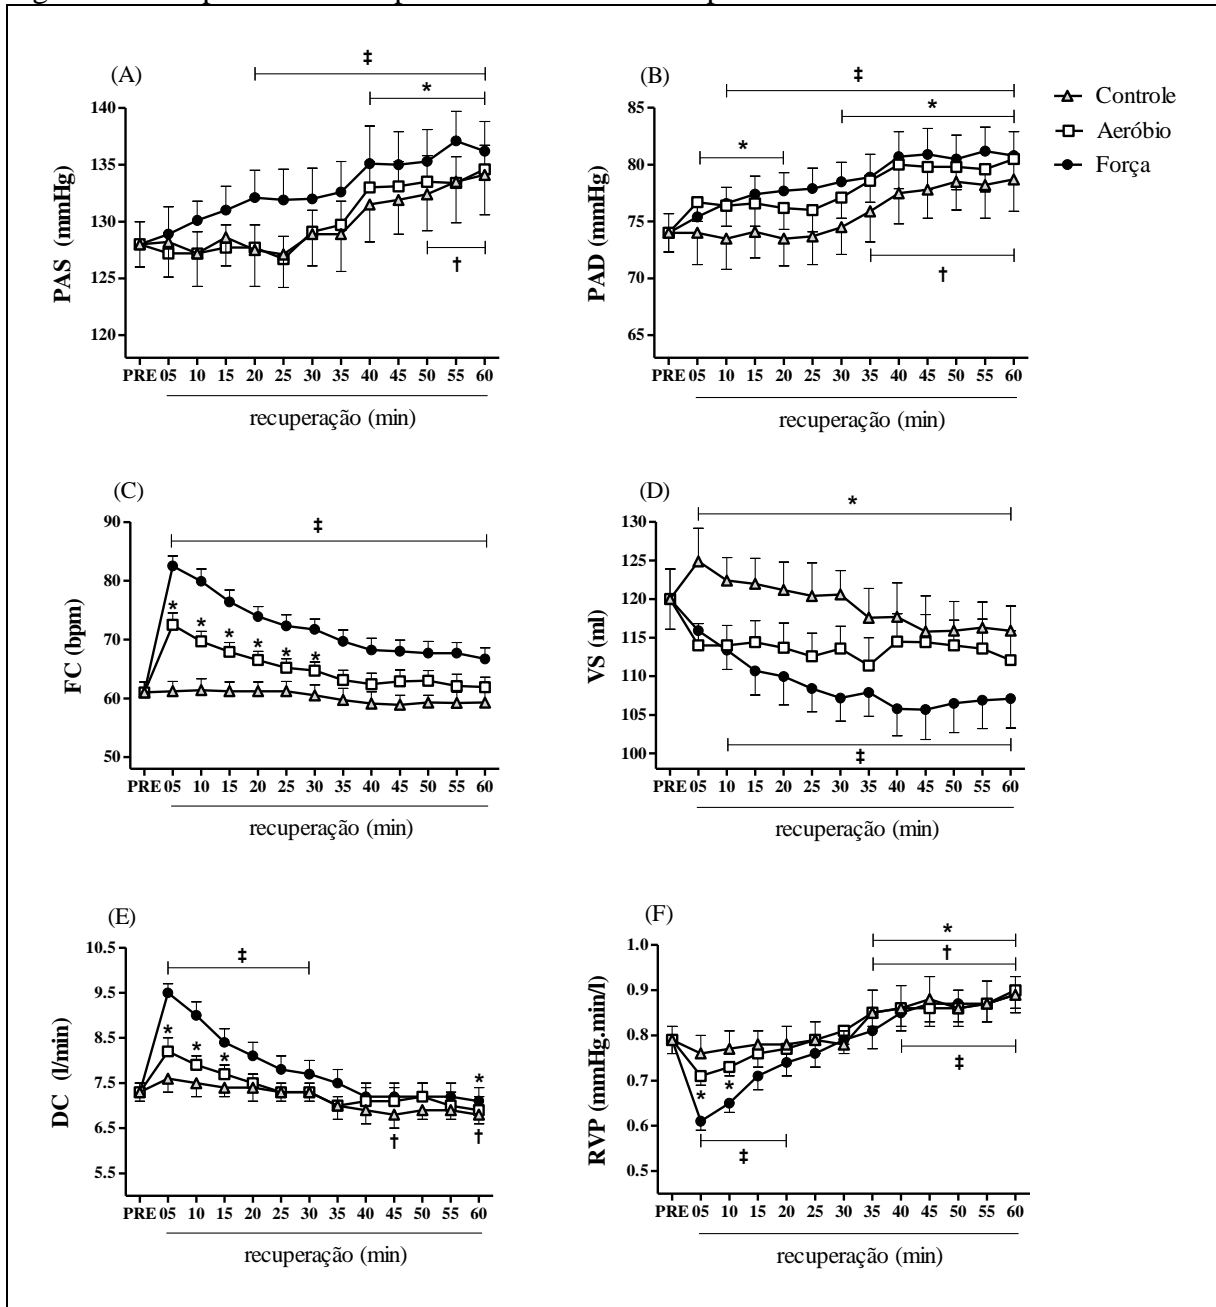 (A)
‡
*
140
135
130
125
120
PAS (mmHg)
†
PRE 05 10 15 20 25 30 35 40 45 50 55 60
recuperação (min)
(B)
‡
*
*
85
80
75
70
65
PAD (mmHg)
†
PRE 05 10 15 20 25 30 35 40 45 50 55 60
recuperação (min)
Controle
Aeróbio
Força
(C)
‡
90
80
70
60
50
FC (bpm)
* * * * * *
PRE 05 10 15 20 25 30 35 40 45 50 55 60
recuperação (min)
(D)
*
130
125
120
115
110
105
100
VS (ml)
‡
PRE 05 10 15 20 25 30 35 40 45 50 55 60
recuperação (min)
(E)
‡
10.5
9.5
8.5
7.5
6.5
5.5
DC (l/min)
* * * *
† †
PRE 05 10 15 20 25 30 35 40 45 50 55 60
recuperação (min)
(F)
*
†
1.0
0.9
0.8
0.7
0.6
0.5
RVP (mmHg.min/l)
* *
‡
‡
PRE 05 10 15 20 25 30 35 40 45 50 55 60
recuperação (min)